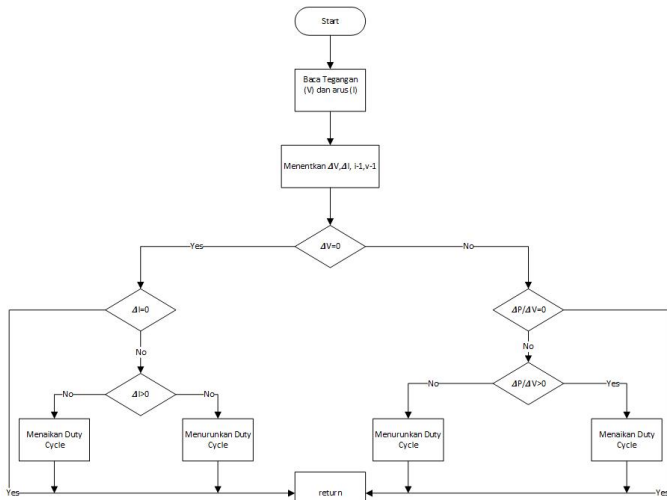 Start
Baca Tegangan
(V) dan arus (I)
Menentkan ΔV,ΔI, i-1,v-1
ΔV=0
Yes
No
ΔI=0
ΔP/ΔV=0
No
No
ΔI>0
ΔP/ΔV>0
No
No
No
Yes
Menaikan Duty
Cycle
Menurunkan Duty
Cycle
Menurunkan Duty
Cycle
Menaikan Duty
Cycle
Yes
return
Yes